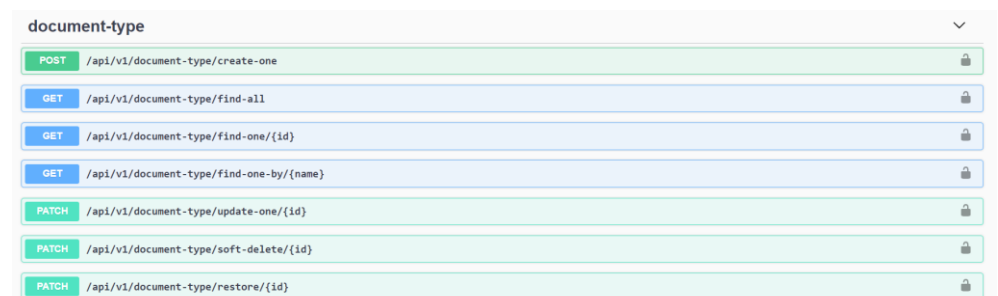 document-type
POST /api/v1/document-type/create-one
GET /api/v1/document-type/find-all
GET /api/v1/document-type/find-one/{id}
GET /api/v1/document-type/find-one-by/{name}
PATCH /api/v1/document-type/update-one/{id}
PATCH /api/v1/document-type/soft-delete/{id}
PATCH /api/v1/document-type/restore/{id}